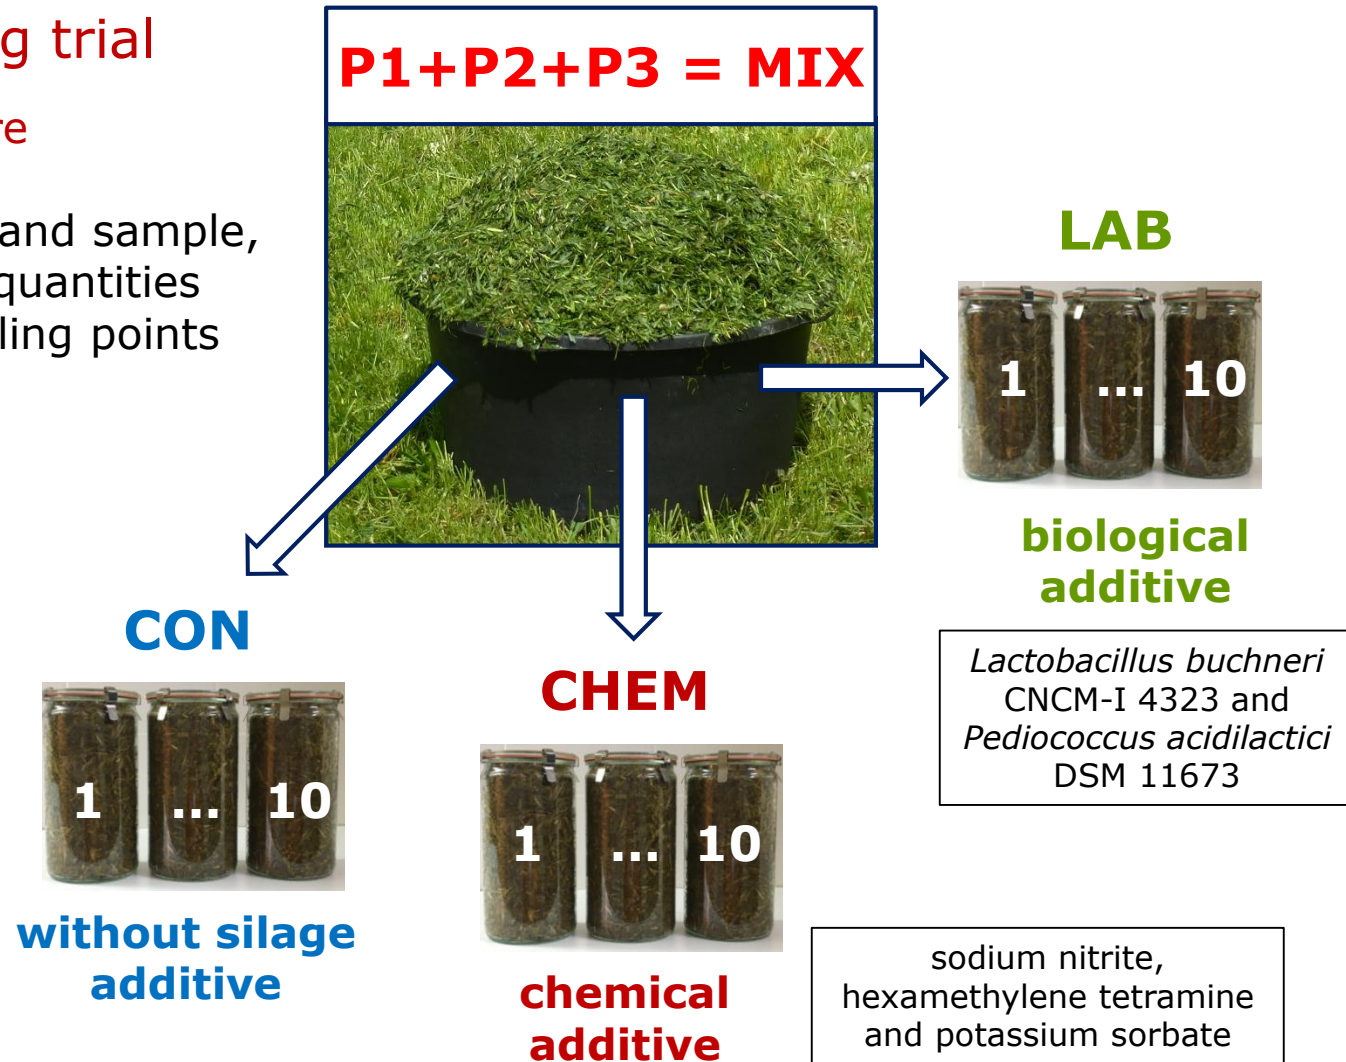 g trial
re
and sample,
quantities
ling points
P1+P2+P3 = MIX
LAB
1 ... 10
biological
additive
Lactobacillus buchneri
CNCM-I 4323 and
Pediococcus acidilactici
DSM 11673
CON
1 ... 10
without silage
additive
CHEM
1 ... 10
chemical
additive
sodium nitrite,
hexamethylene tetramine
and potassium sorbate